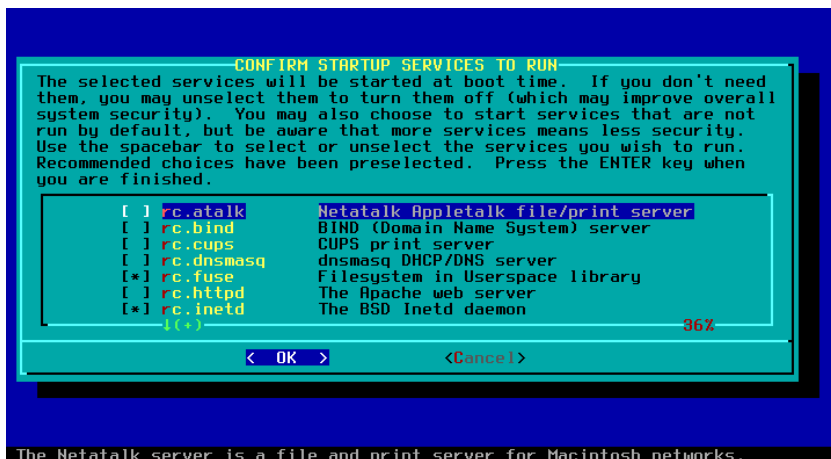 CONFIRM STARTUP SERVICES TO RUN
The selected services will be started at boot time.  If you don't need
them, you may unselect them to turn them off (which may improve overall
system security).  You may also choose to start services that are not
run by default, but be aware that more services means less security.
Use the spacebar to select or unselect the services you wish to run.
Recommended choices have been preselected.  Press the ENTER key when
you are finished.
[ ] rc.atalk Netatalk Appletalk file/print server
[ ] rc.bind BIND (Domain Name System) server
[ ] rc.cups CUPS print server
[ ] rc.dnsmasq dnsmasq DHCP/DNS server
[*] rc.fuse Filesystem in Userspace library
[ ] rc.httpd The Apache web server
[*] rc.inetd The BSD Inetd daemon
↓(+) 36%
< OK > <Cancel>
The Netatalk server is a file and print server for Macintosh networks.